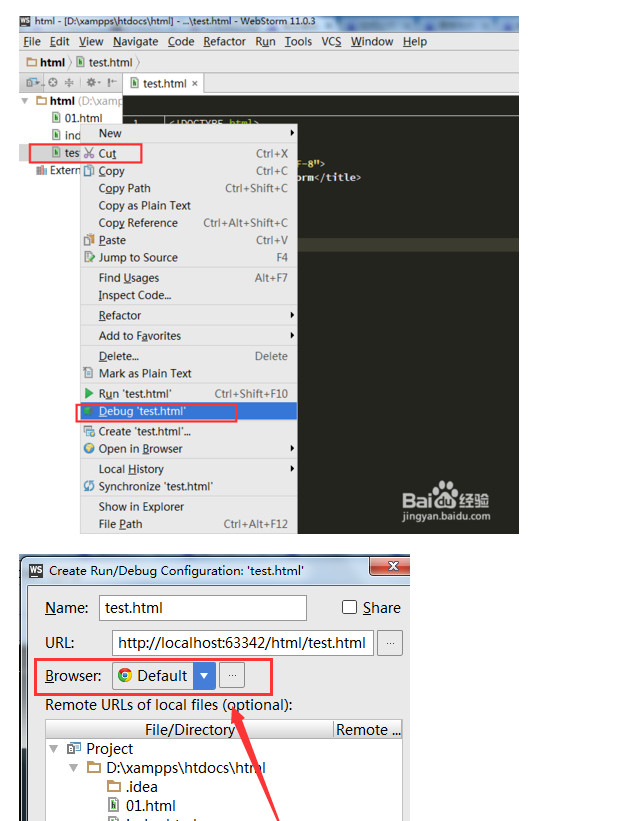 html - [D:\xampps\htdocs\html] - ...\test.html - WebStorm 11.0.3
File Edit View Navigate Code Refactor Run Tools VCS Window Help
html test.html
test.html
html (D:\xamp
01.html
1 <!DOCTYPE html>
ind
tes
Extern
F-8">
orm</title>
New
Cut Ctrl+X
Copy Ctrl+C
Copy Path Ctrl+Shift+C
Copy as Plain Text
Copy Reference Ctrl+Alt+Shift+C
Paste Ctrl+V
Jump to Source F4
Find Usages Alt+F7
Inspect Code...
Refactor
Add to Favorites
Delete... Delete
Mark as Plain Text
Run 'test.html' Ctrl+Shift+F10
Debug 'test.html'
Create 'test.html'...
Open in Browser
Local History
Synchronize 'test.html'
Show in Explorer
File Path Ctrl+Alt+F12
Baidu 经验
jingyan.baidu.com
WS Create Run/Debug Configuration: 'test.html'
Name: test.html Share
URL: http://localhost:63342/html/test.html ...
Browser: Default ...
Remote URLs of local files (optional):
File/Directory Remote ...
Project
D:\xampps\htdocs\html
.idea
01.html